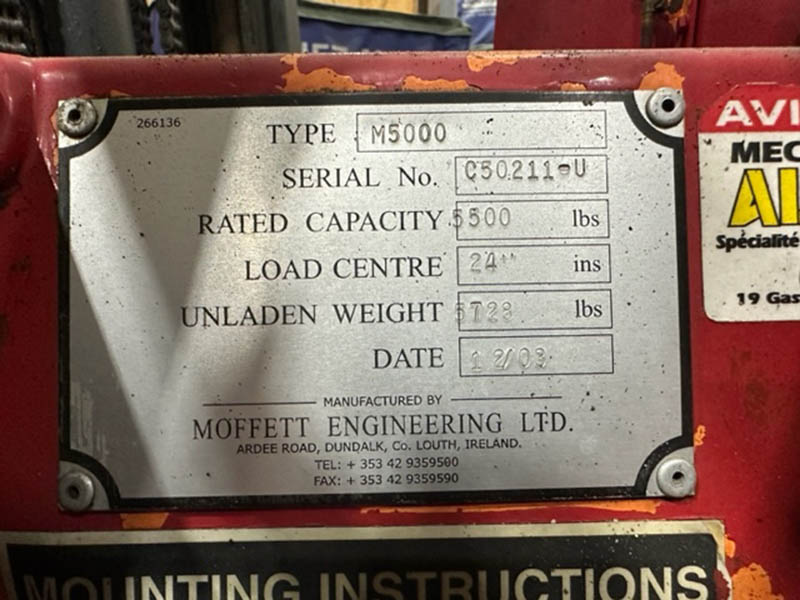 266136
TYPE M5000
SERIAL No. C50211-U
RATED CAPACITY 5500 lbs
LOAD CENTRE 24" ins
UNLADEN WEIGHT 5723 lbs
DATE 12/03
MANUFACTURED BY
MOFFETT ENGINEERING LTD.
ARDEE ROAD, DUNDALK, Co. LOUTH, IRELAND.
TEL: + 353 42 9359500
FAX: + 353 42 9359590
MOUNTING INSTRUCTIONS
AVI
MEC
AI
Spécialité
19 Gas